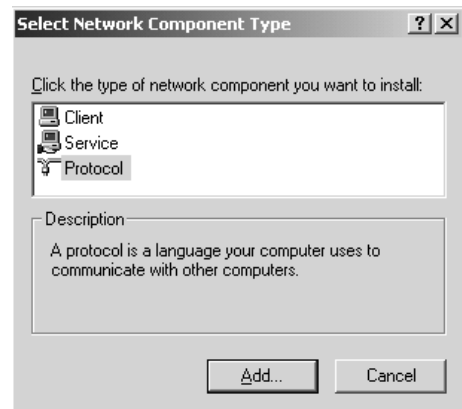 Select Network Component Type
Click the type of network component you want to install:
Client
Service
Protocol
Description
A protocol is a language your computer uses to
communicate with other computers.
Add... Cancel